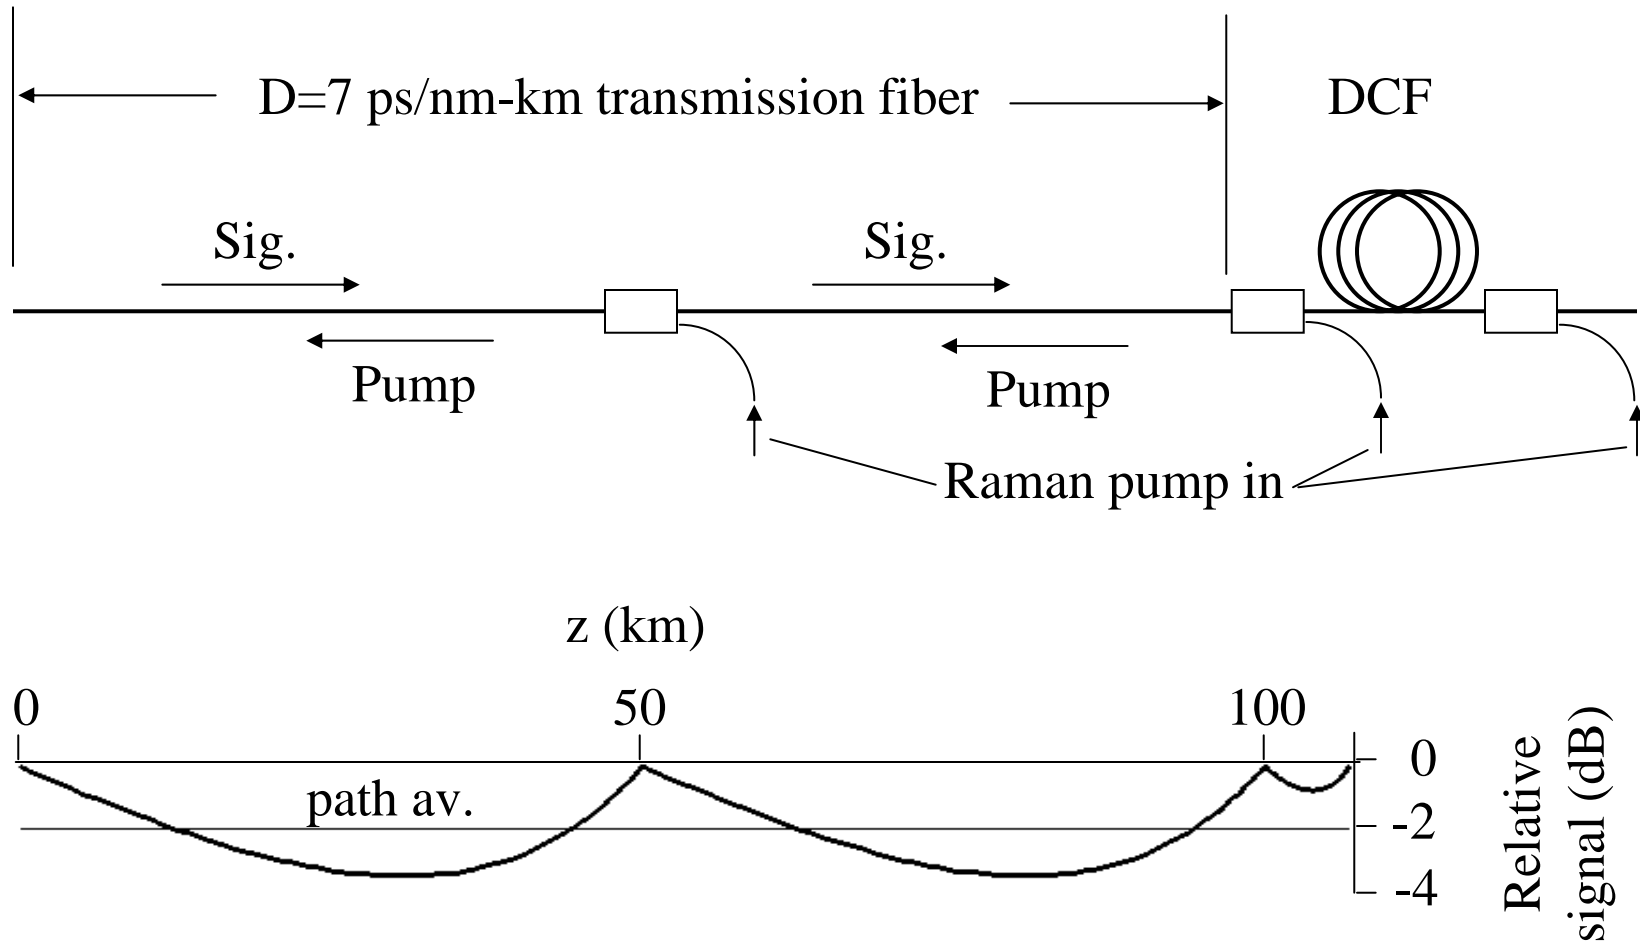 D=7 ps/nm-km transmission fiber
DCF
Sig.
Sig.
Pump
Pump
Raman pump in
z (km)
0
50
100
path av.
0
-2
-4
Relative
signal (dB)